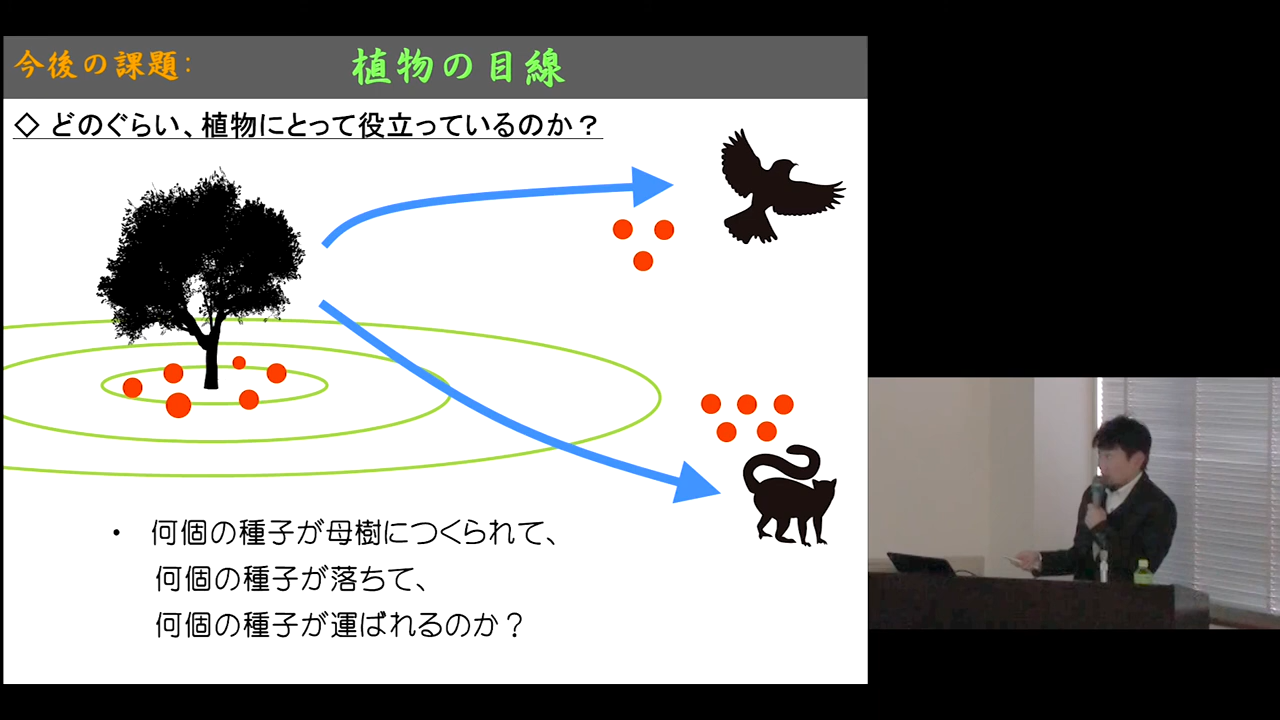 今後の課題:
植物の目線
◇ どのぐらい、植物にとって役立っているのか？
・ 何個の種子が母樹につくられて、
何個の種子が落ちて、
何個の種子が運ばれるのか？